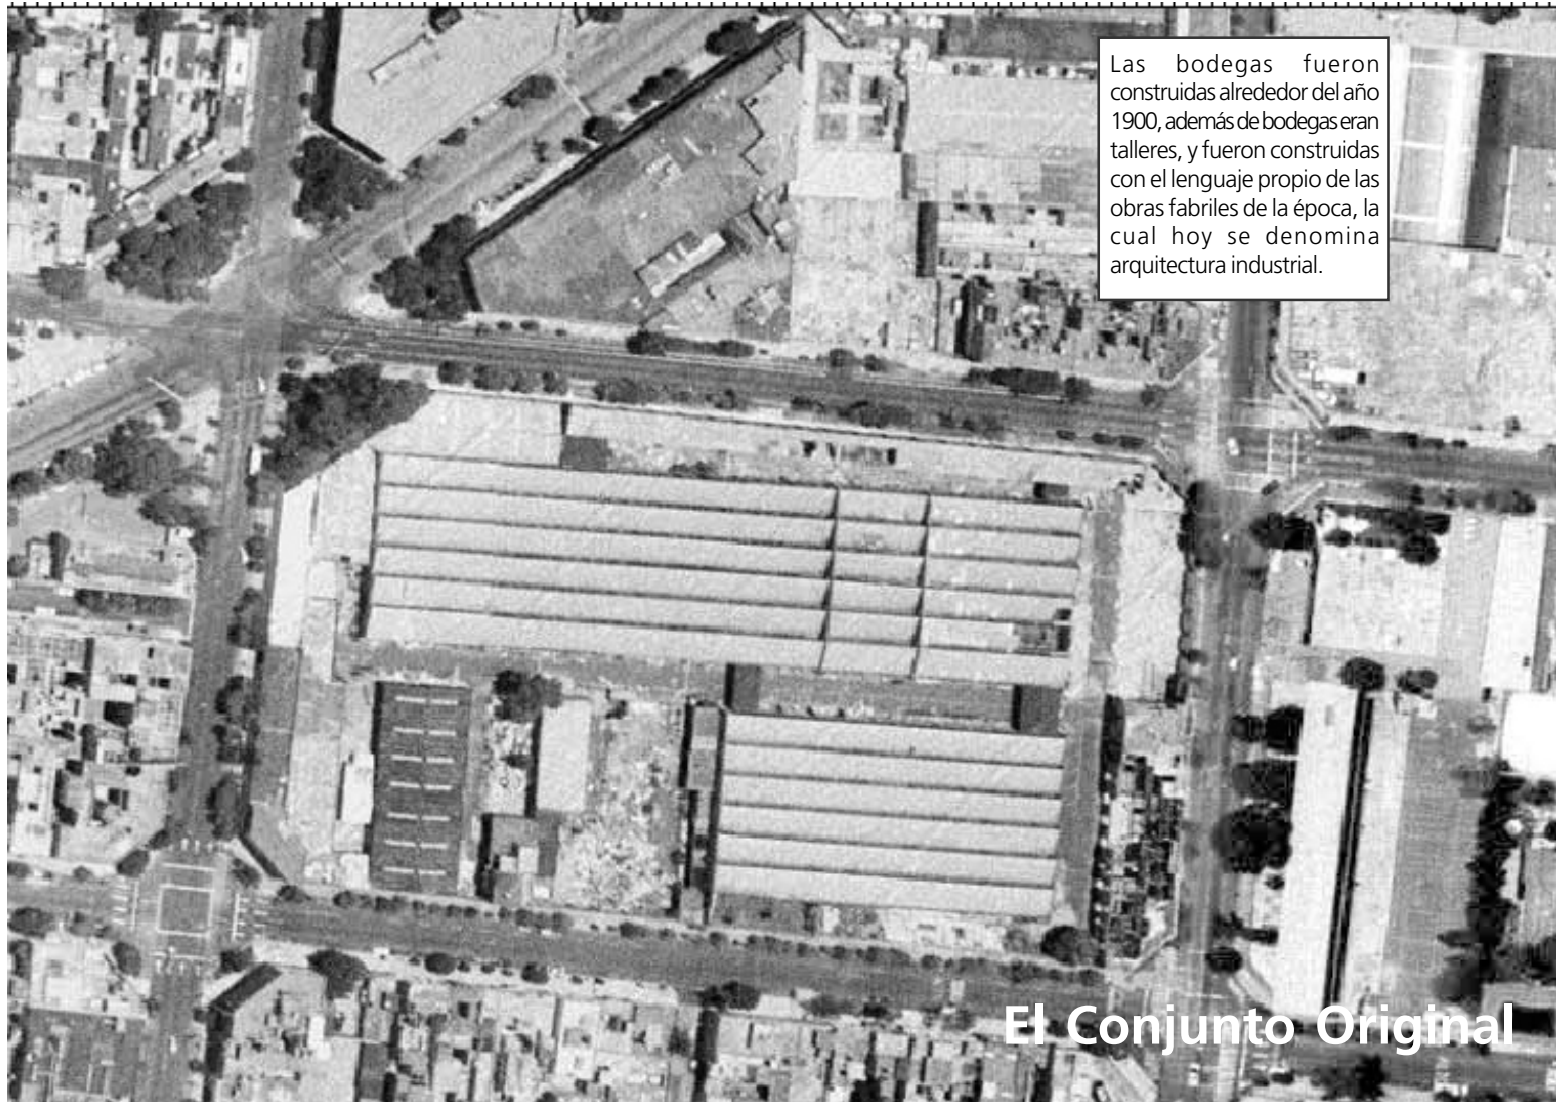 Las bodegas fueron
construidas alrededor del año
1900, además de bodegas eran
talleres, y fueron construidas
con el lenguaje propio de las
obras fabriles de la época, la
cual hoy se denomina
arquitectura industrial.
El Conjunto Original